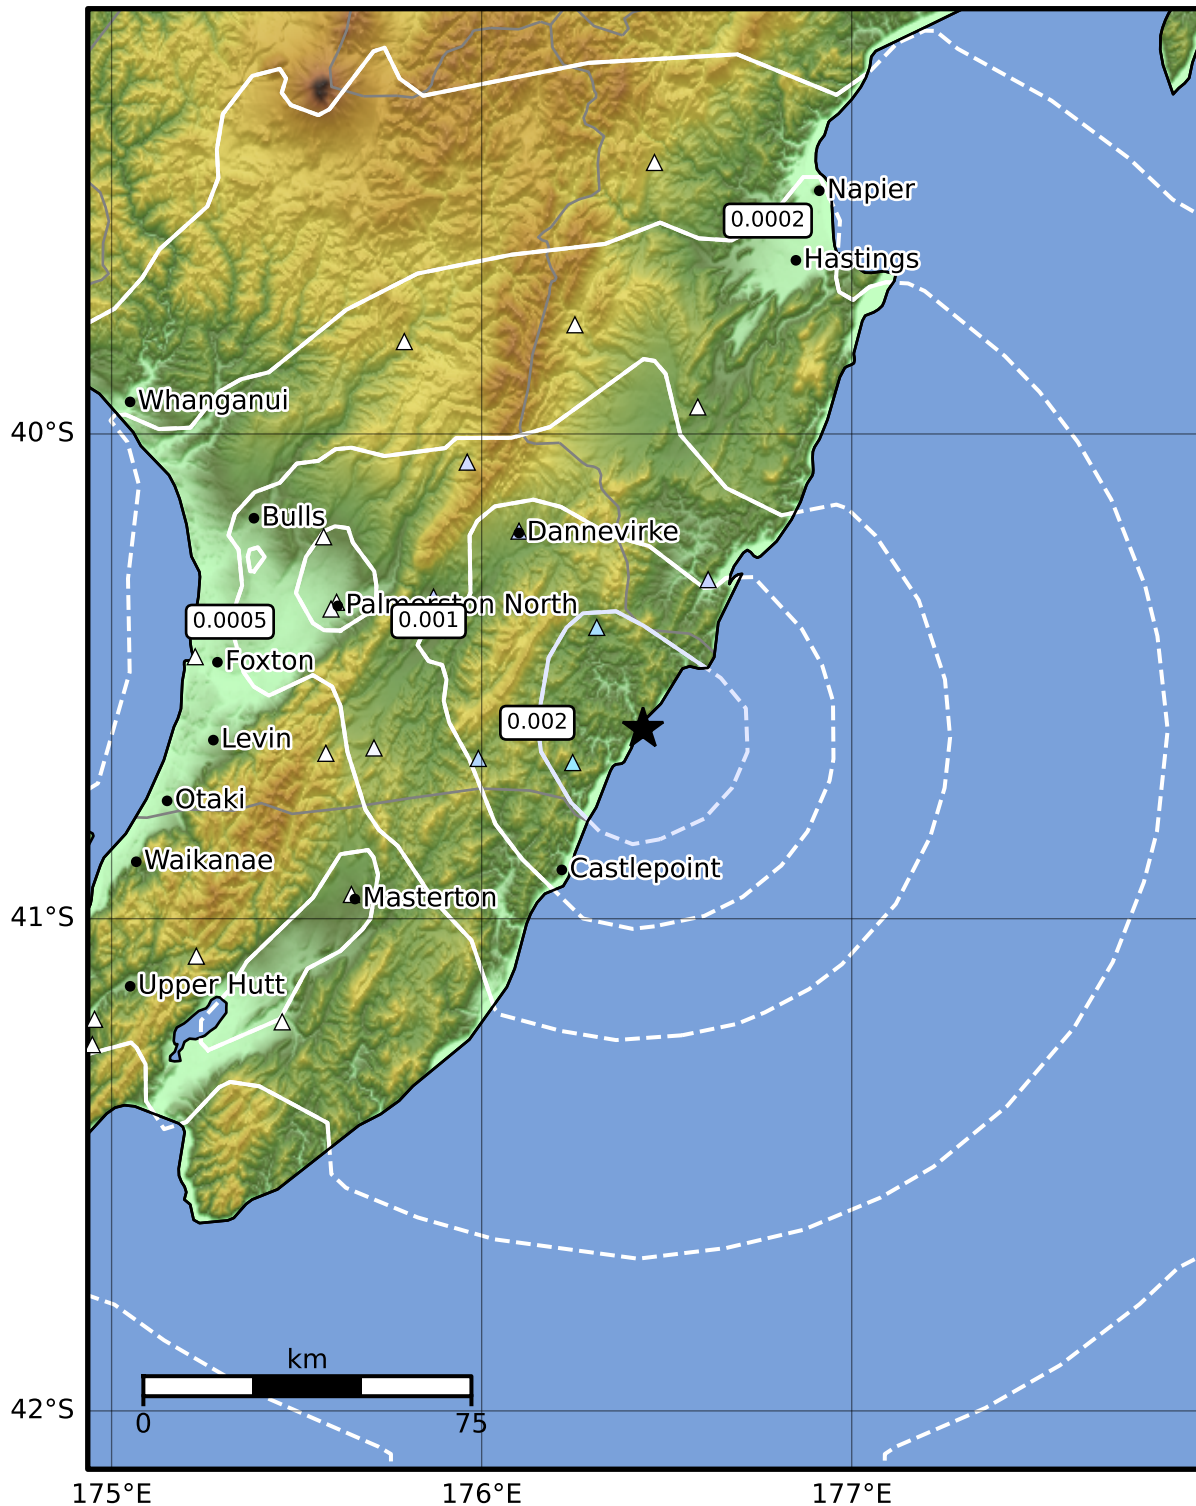 Napier
0.0002
Hastings
Whanganui
40°S
Bulls
Dannevirke
Palmerston North
0.0005
0.001
Foxton
0.002
Levin
Otaki
Waikanae
Castlepoint
Masterton
41°S
Upper Hutt
km
0
75
42°S
175°E
176°E
177°E